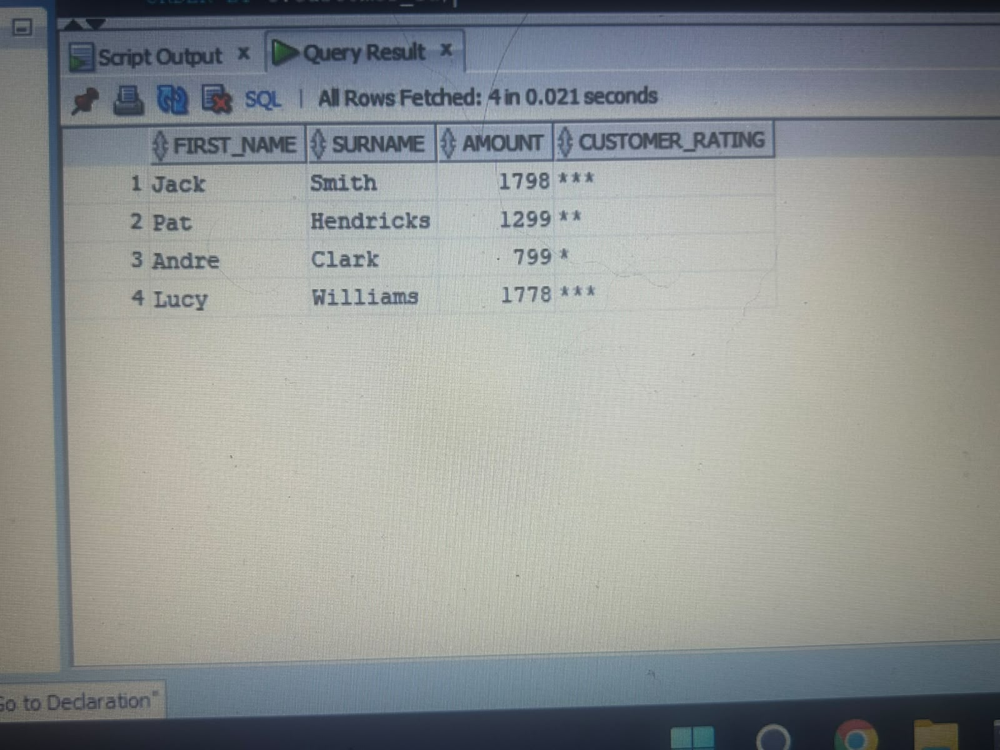 Script Output x Query Result x
SQL | All Rows Fetched: 4 in 0.021 seconds
FIRST_NAME SURNAME AMOUNT CUSTOMER_RATING
1 Jack Smith 1798 ***
2 Pat Hendricks 1299 **
3 Andre Clark 799 *
4 Lucy Williams 1778 ***
Go to Declaration"